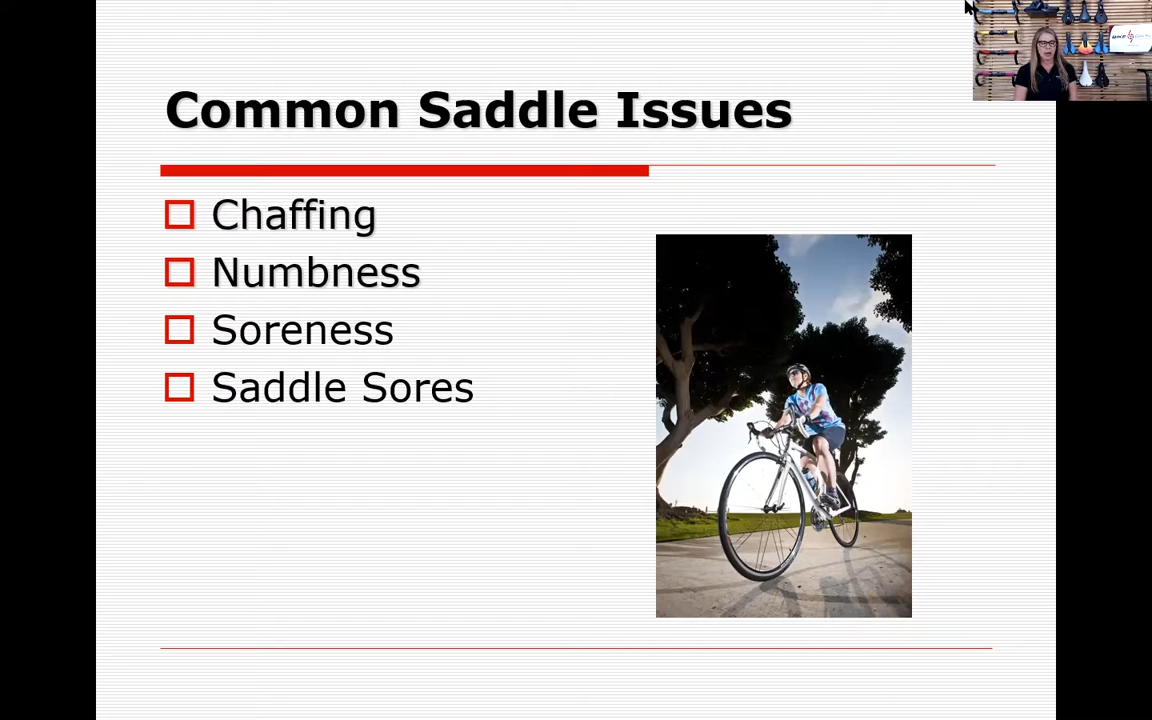 Common Saddle Issues
Chaffing
Numbness
Soreness
Saddle Sores